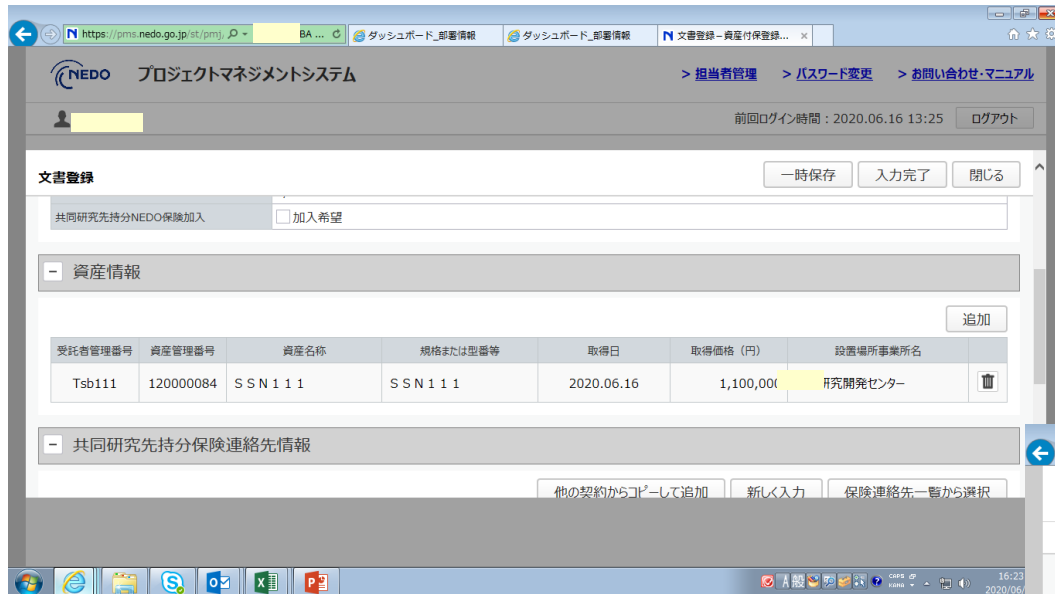 https://pms.nedo.go.jp/st/pmj, BA ... ダッシュボード_部署情報 ダッシュボード_部署情報 文書登録－資産付保登録...
NEDO プロジェクトマネジメントシステム > 担当者管理 > パスワード変更 > お問い合わせ・マニュアル
前回ログイン時間：2020.06.16 13:25 ログアウト
文書登録 一時保存 入力完了 閉じる
共同研究先持分NEDO保険加入 加入希望
資産情報
追加
受託者管理番号 資産管理番号 資産名称 規格または型番等 取得日 取得価格（円） 設置場所事業所名
Tsb111 120000084 ＳＳＮ１１１ ＳＳＮ１１１ 2020.06.16 1,100,000 研究開発センター
共同研究先持分保険連絡先情報
他の契約からコピーして追加 新しく入力 保険連絡先一覧から選択
A 般 CAPS KANA 16:23
2020/06/